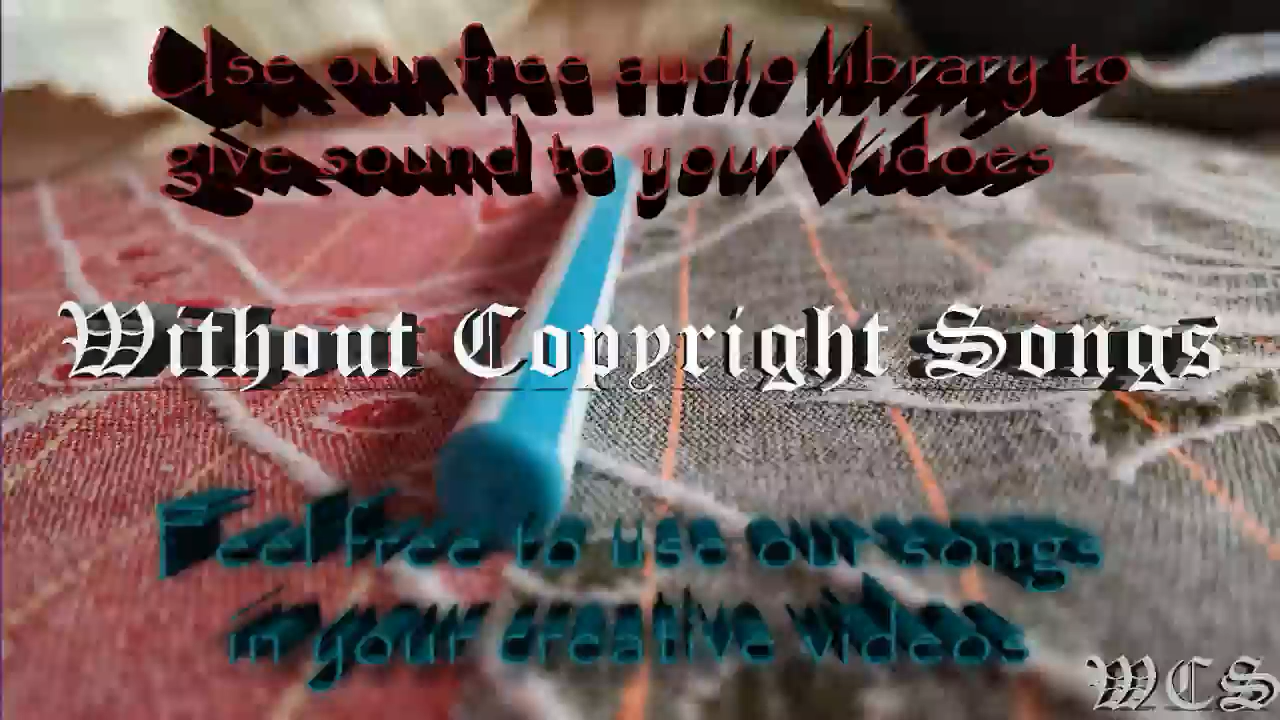 Use our free audio library to
give sound to your Vidoes
Without Copyright Songs
Feel free to use our songs
in your creative videos
WCS